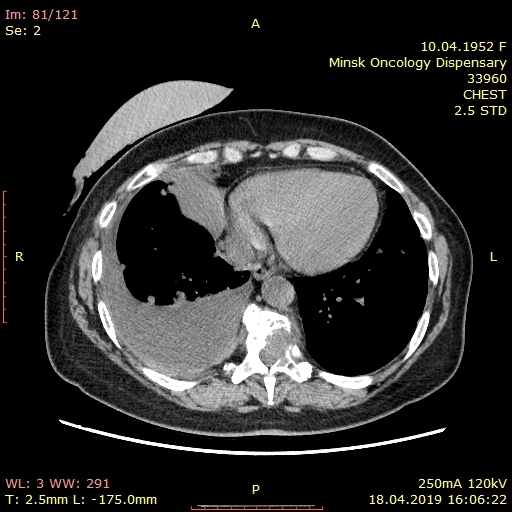 Im: 81/121
Se: 2
A
10.04.1952 F
Minsk Oncology Dispensary
33960
CHEST
2.5 STD
R
L
WL: 3 WW: 291
T: 2.5mm L: -175.0mm
P
250mA 120kV
18.04.2019 16:06:22